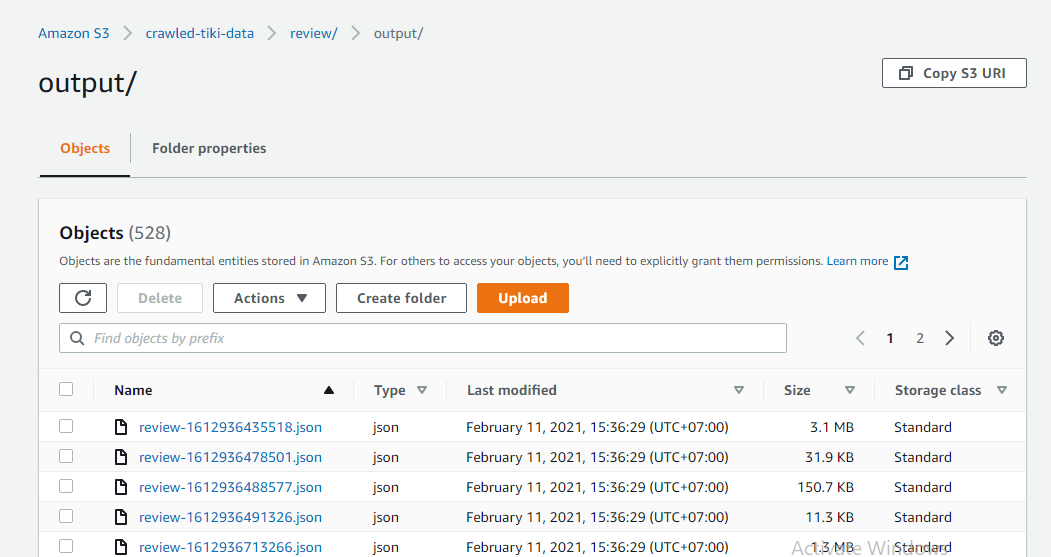 Amazon S3 > crawled-tiki-data > review/ > output/
output/
Copy S3 URI
Objects Folder properties
Objects (528)
Objects are the fundamental entities stored in Amazon S3. For others to access your objects, you'll need to explicitly grant them permissions. Learn more
Delete Actions Create folder Upload
Find objects by prefix 1 2
Name Type Last modified Size Storage class
review-1612936435518.json json February 11, 2021, 15:36:29 (UTC+07:00) 3.1 MB Standard
review-1612936478501.json json February 11, 2021, 15:36:29 (UTC+07:00) 31.9 KB Standard
review-1612936488577.json json February 11, 2021, 15:36:29 (UTC+07:00) 150.7 KB Standard
review-1612936491326.json json February 11, 2021, 15:36:29 (UTC+07:00) 11.3 KB Standard
review-1612936713266.json json February 11, 2021, 15:36:29 (UTC+07:00) 1.3 MB Standard
Activate Windows